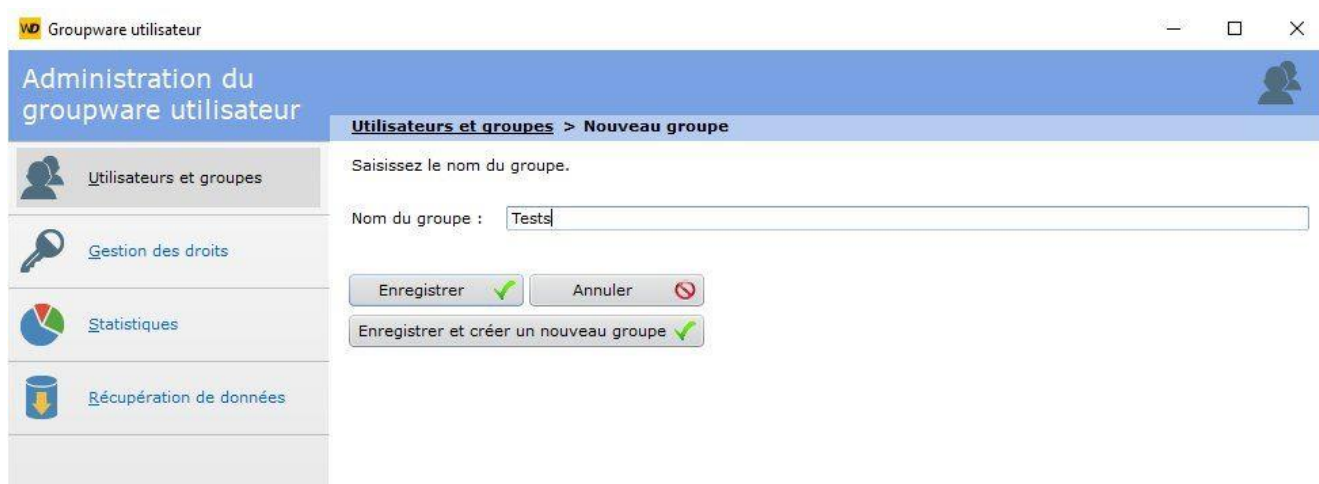 WD Groupware utilisateur
Administration du
groupware utilisateur
Utilisateurs et groupes > Nouveau groupe
Utilisateurs et groupes
Gestion des droits
Statistiques
Récupération de données
Saisissez le nom du groupe.
Nom du groupe : Tests
Enregistrer Annuler
Enregistrer et créer un nouveau groupe